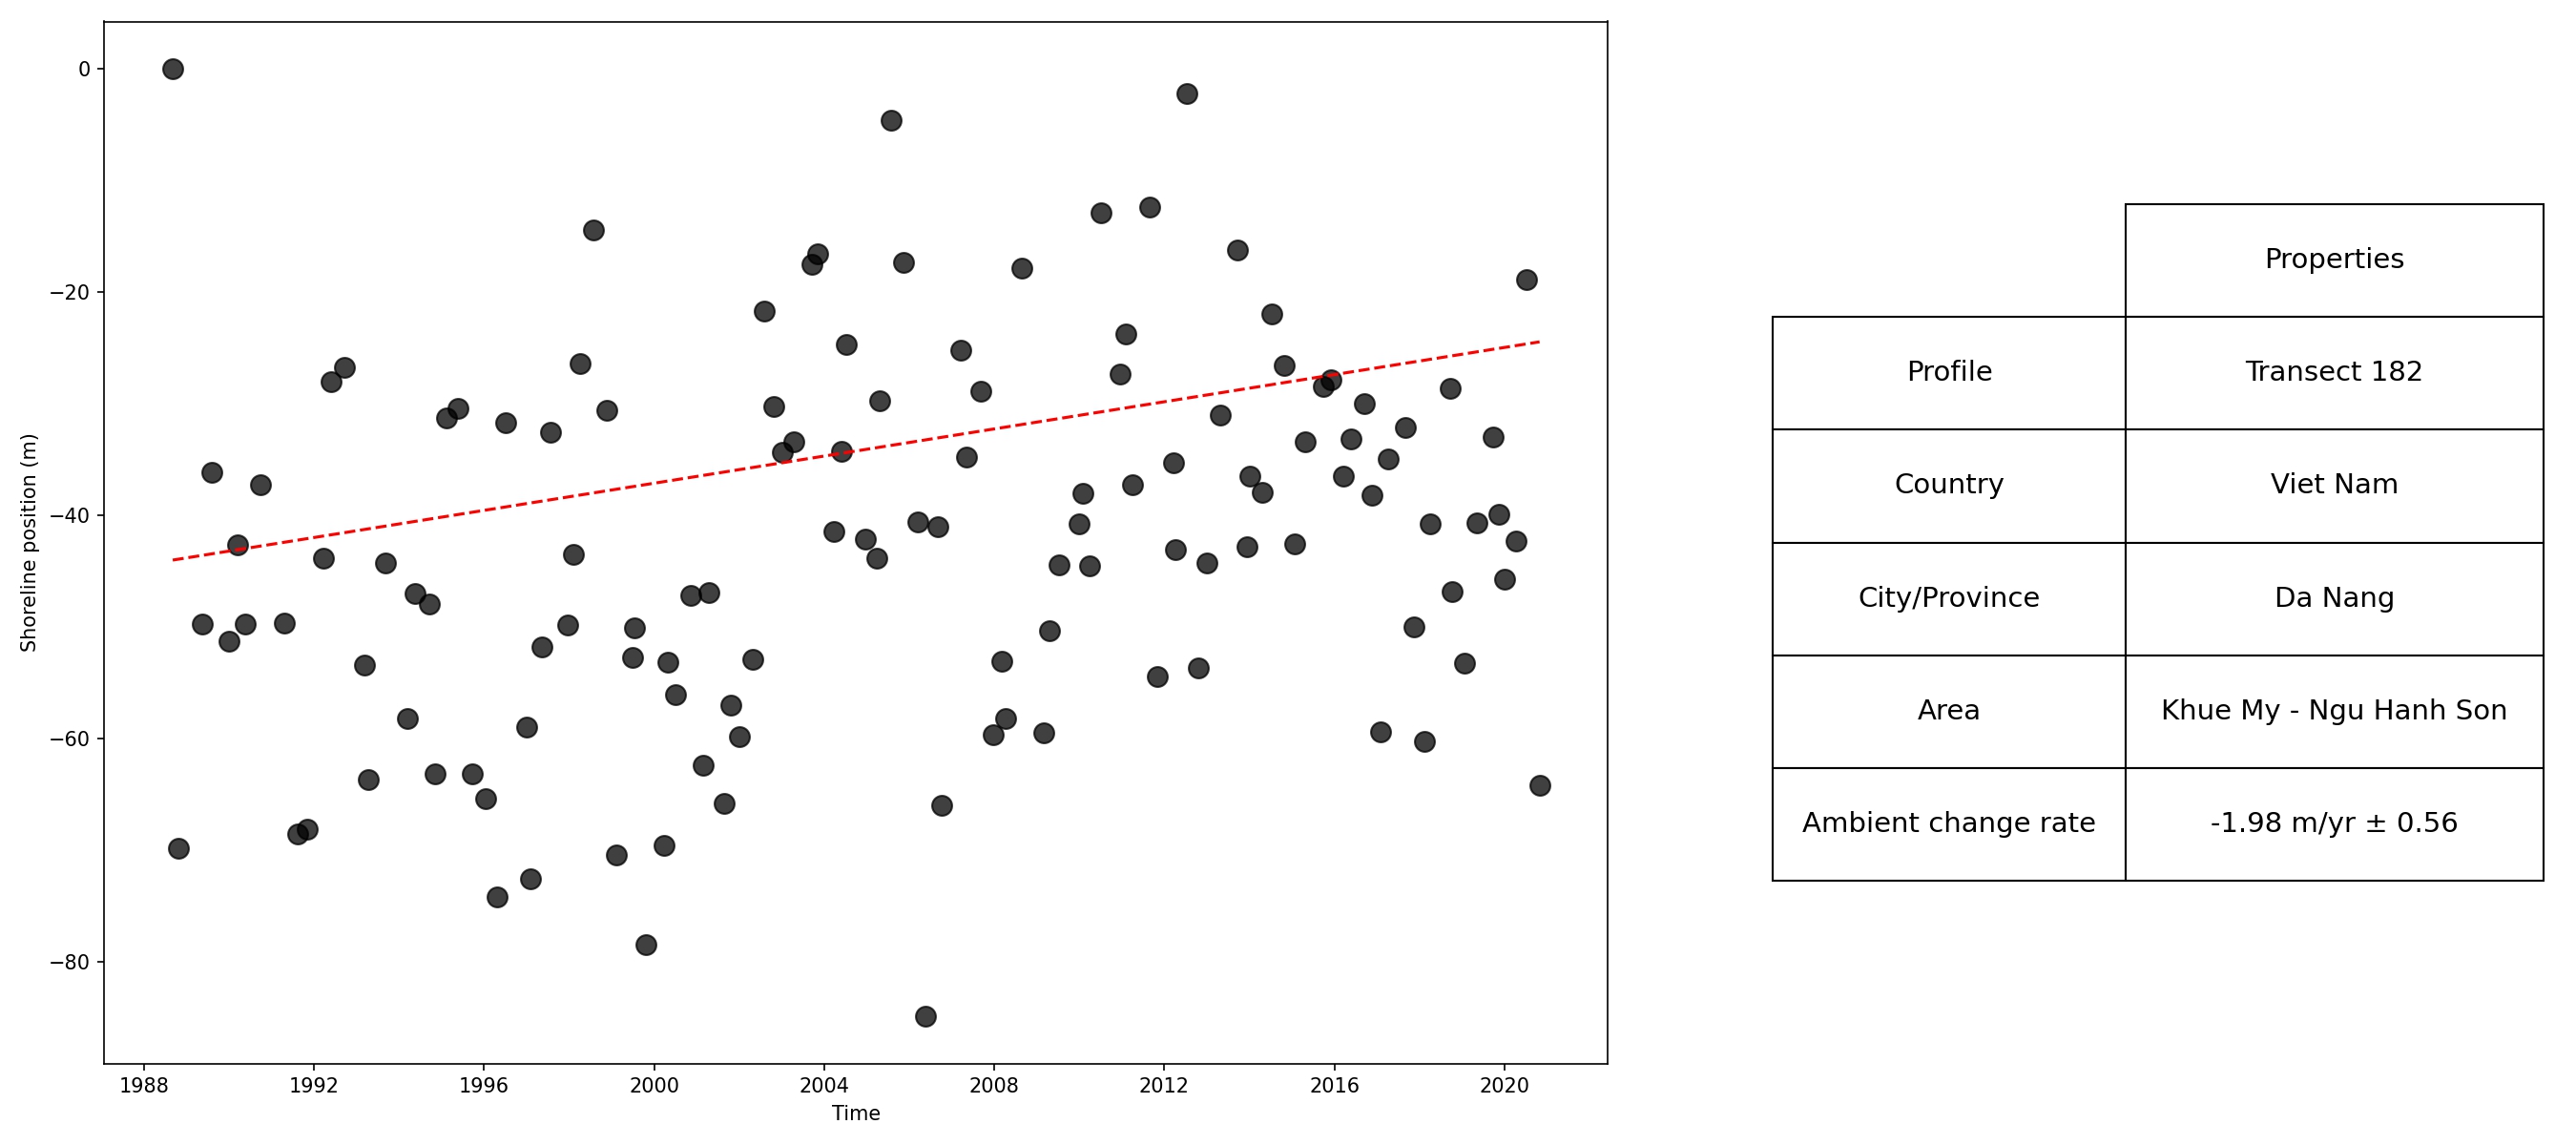 0
−20
−40
−60
−80
Shoreline position (m)
1988 1992 1996 2000 2004 2008 2012 2016 2020
Time
Properties
Profile Transect 182
Country Viet Nam
City/Province Da Nang
Area Khue My - Ngu Hanh Son
Ambient change rate -1.98 m/yr ± 0.56